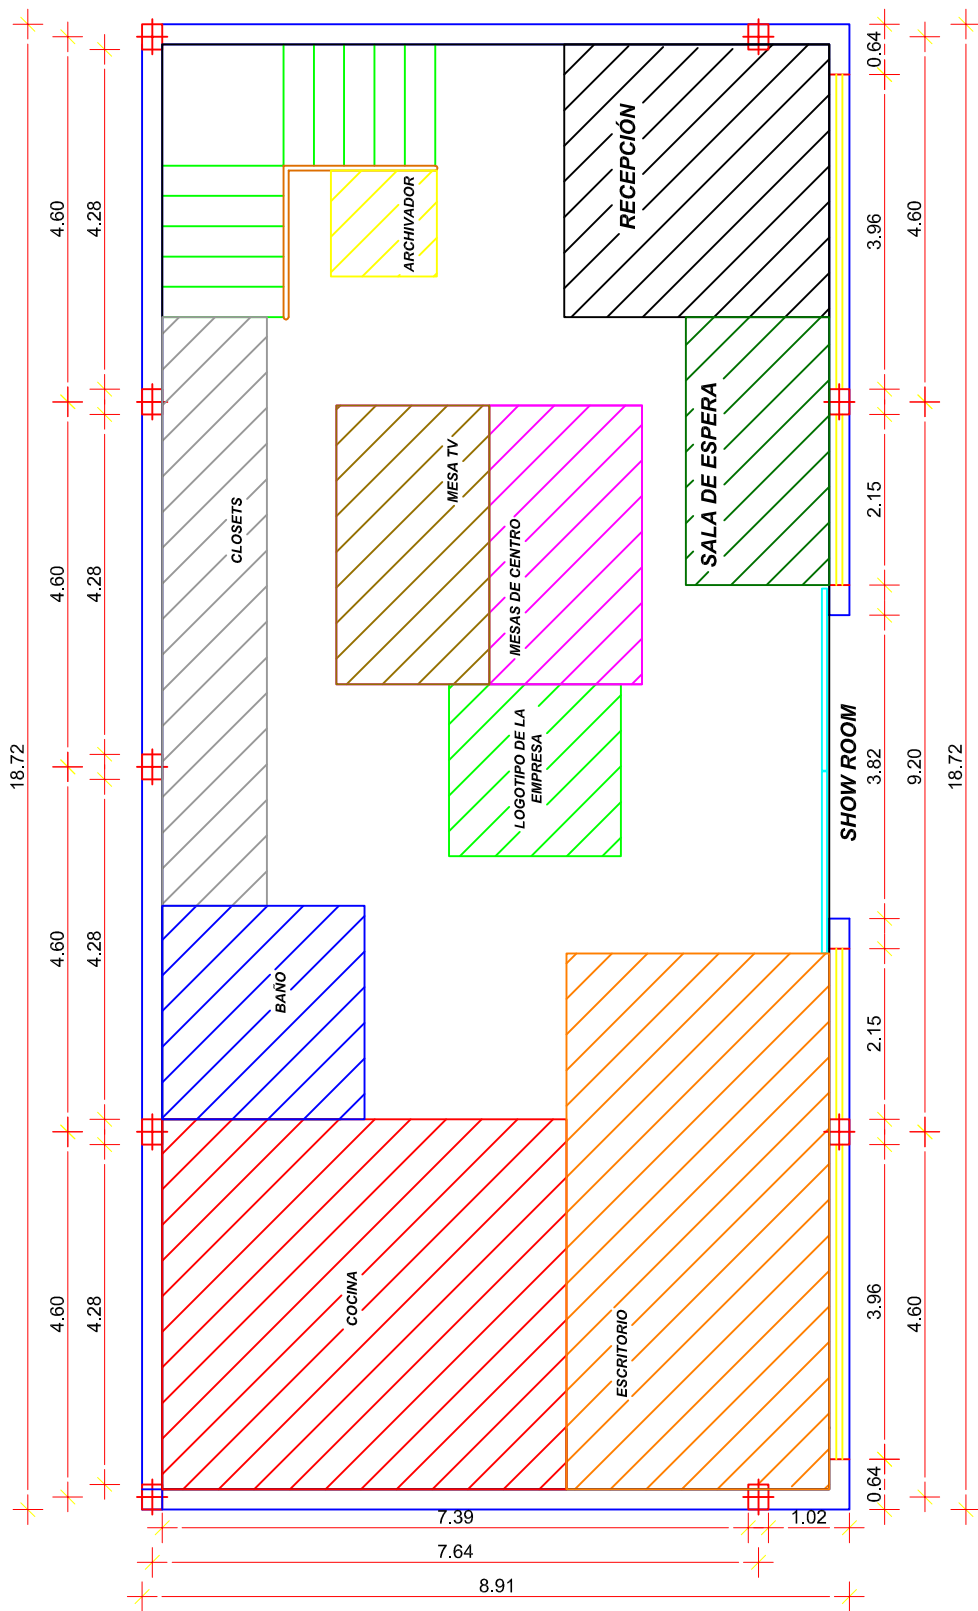 0.64
RECEPCIÓN
ARCHIVADOR
4.60
4.28
3.96
4.60
SALA DE ESPERA
MESA TV
2.15
CLOSETS
MESAS DE CENTRO
4.60
4.28
18.72
LOGOTIPO DE LA
EMPRESA
SHOW ROOM
3.82
9.20
18.72
4.60
4.28
BAÑO
2.15
COCINA
ESCRITORIO
4.60
4.28
3.96
4.60
0.64
7.39
1.02
7.64
8.91